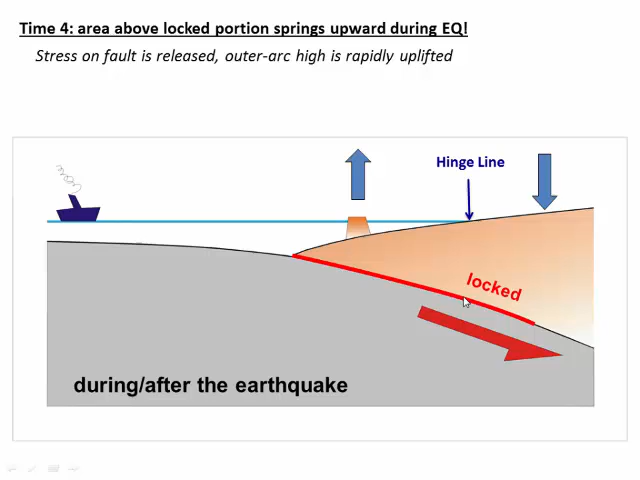 Time 4: area above locked portion springs upward during EQ!
Stress on fault is released, outer-arc high is rapidly uplifted
Hinge Line
locked
during/after the earthquake